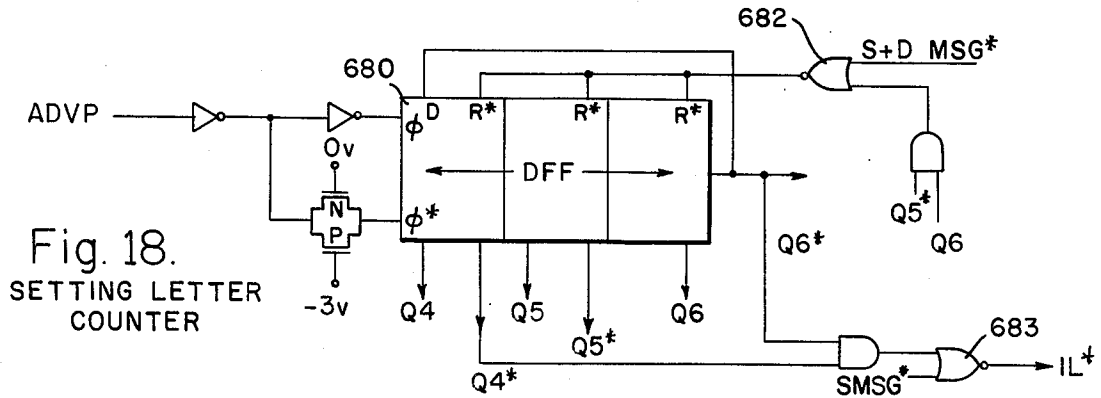 682
S+D MSG*
680
ADVP
D
R*
R*
R*
ϕ
0v
DFF
N
P
ϕ*
Q5*
Q6
Fig. 18.
SETTING LETTER
COUNTER
-3v
Q4
Q5
Q5*
Q6
Q6*
683
Q4*
SMSG*
IL*